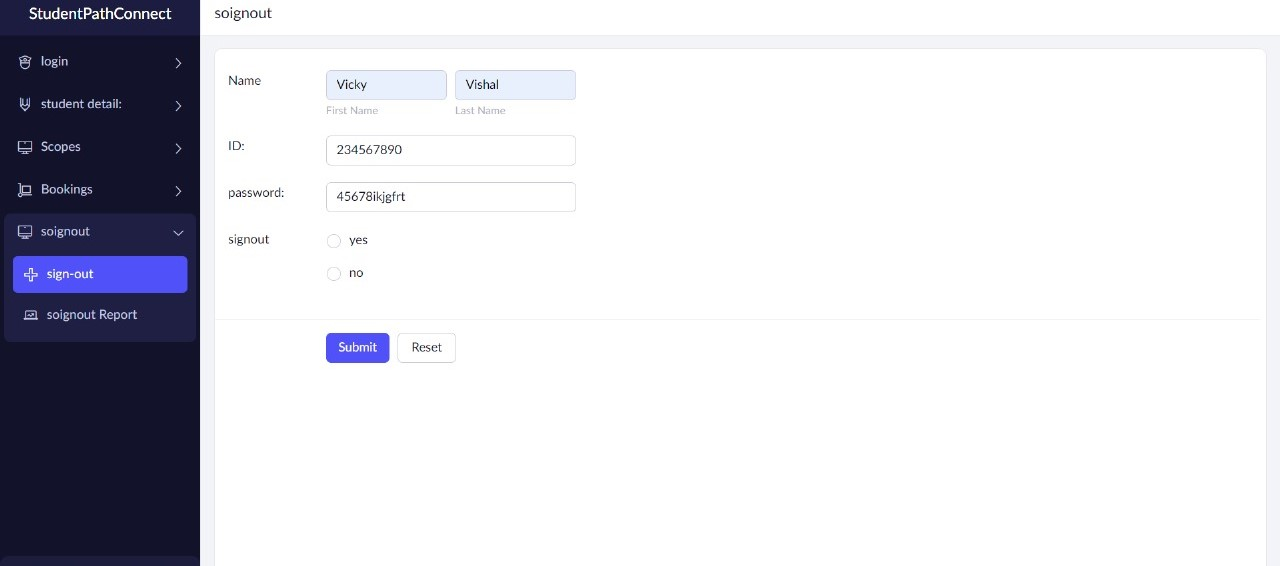 StudentPathConnect
soignout
login
student detail:
Scopes
Bookings
soignout
sign-out
soignout Report
Name
Vicky
Vishal
First Name
Last Name
ID:
234567890
password:
45678ikjgfrt
signout
yes
no
Submit
Reset